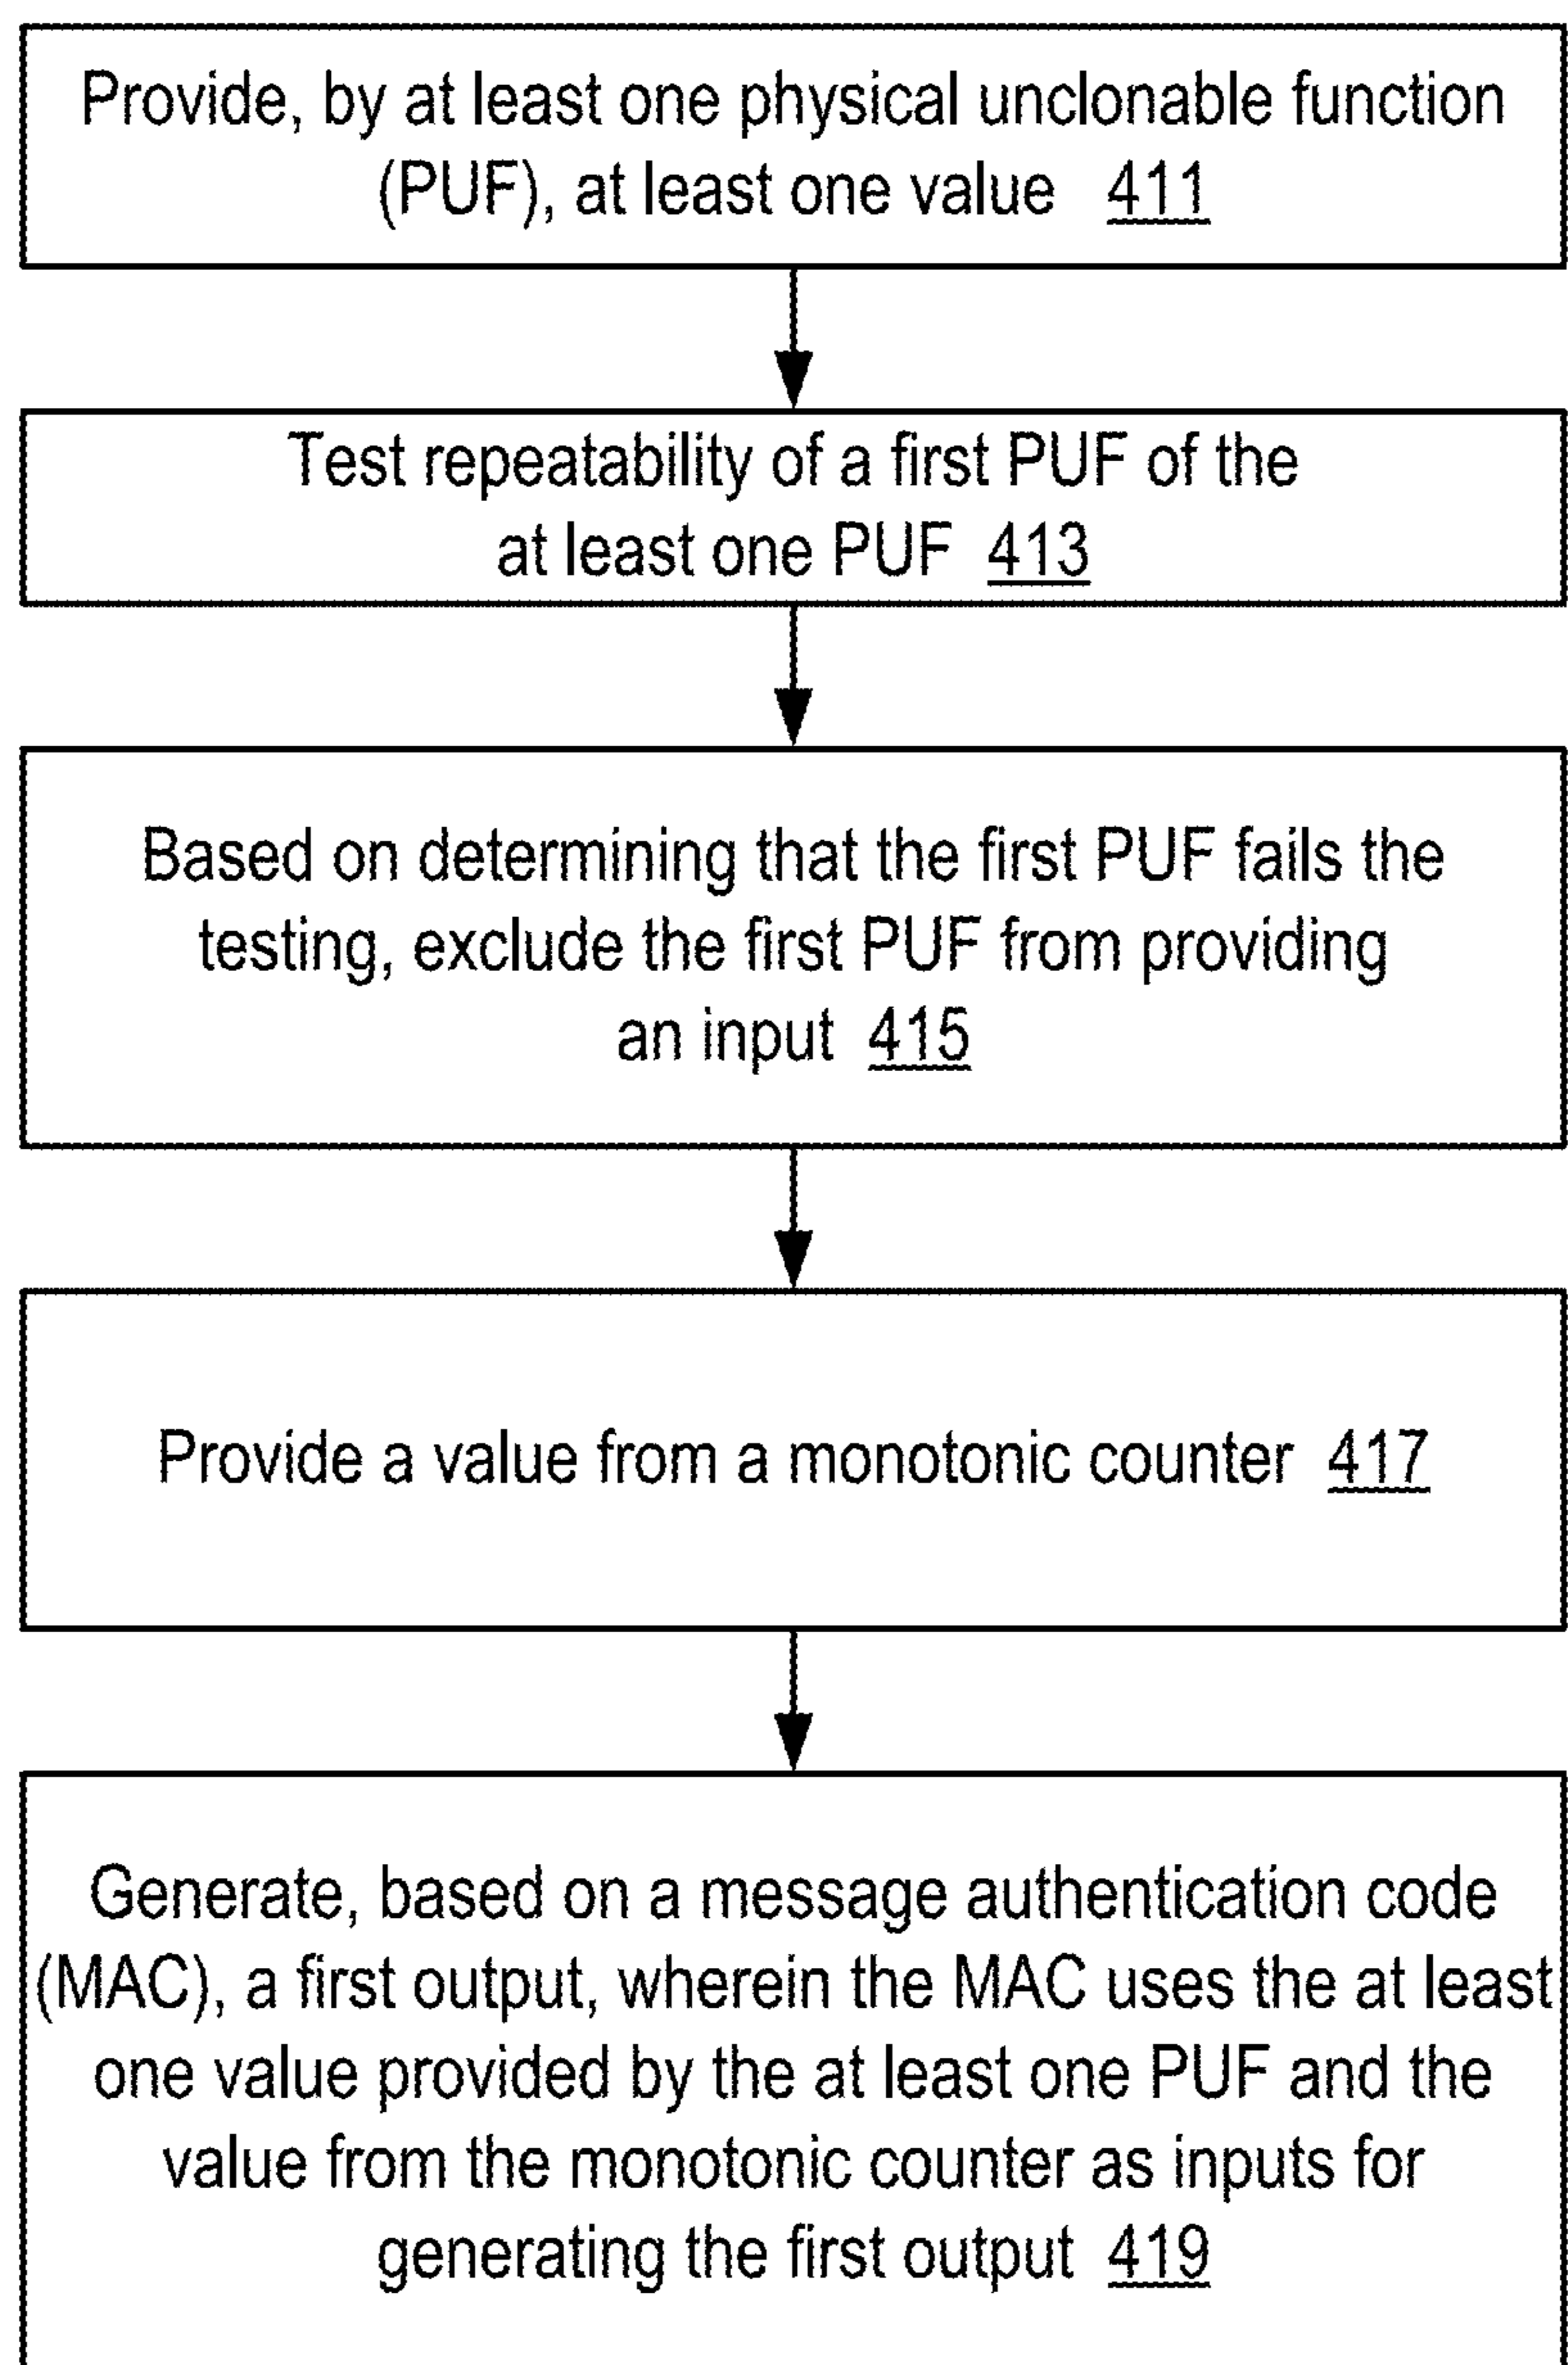 Provide, by at least one physical unclonable function
(PUF), at least one value 411
Test repeatability of a first PUF of the
at least one PUF 413
Based on determining that the first PUF fails the
testing, exclude the first PUF from providing
an input 415
Provide a value from a monotonic counter 417
Generate, based on a message authentication code
(MAC), a first output, wherein the MAC uses the at least
one value provided by the at least one PUF and the
value from the monotonic counter as inputs for
generating the first output 419